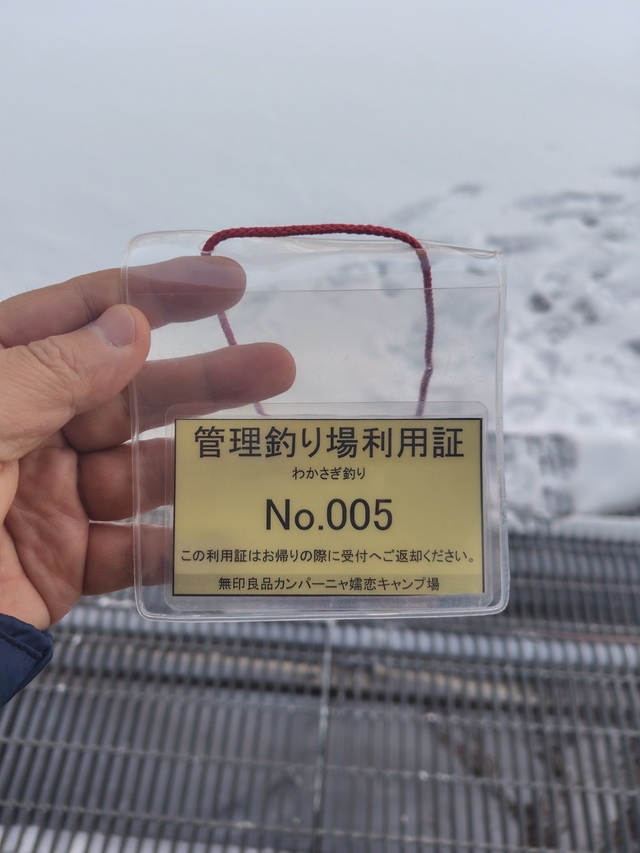 管理釣り場利用証
わかさぎ釣り
No.005
この利用証はお帰りの際に受付へご返却ください。
無印良品カンパーニャ嬬恋キャンプ場